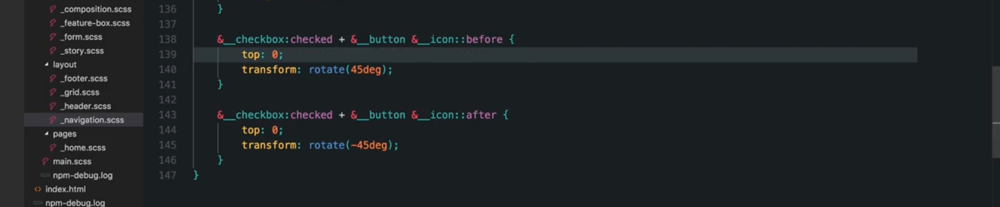 _composition.scss
_feature-box.scss
_form.scss
_story.scss
layout
_footer.scss
_grid.scss
_header.scss
_navigation.scss
pages
_home.scss
main.scss
npm-debug.log
index.html
npm-debug.log
136 }
137
138 &__checkbox:checked + &__button &__icon::before {
139 top: 0;
140 transform: rotate(45deg);
141 }
142
143 &__checkbox:checked + &__button &__icon::after {
144 top: 0;
145 transform: rotate(-45deg);
146 }
147 }